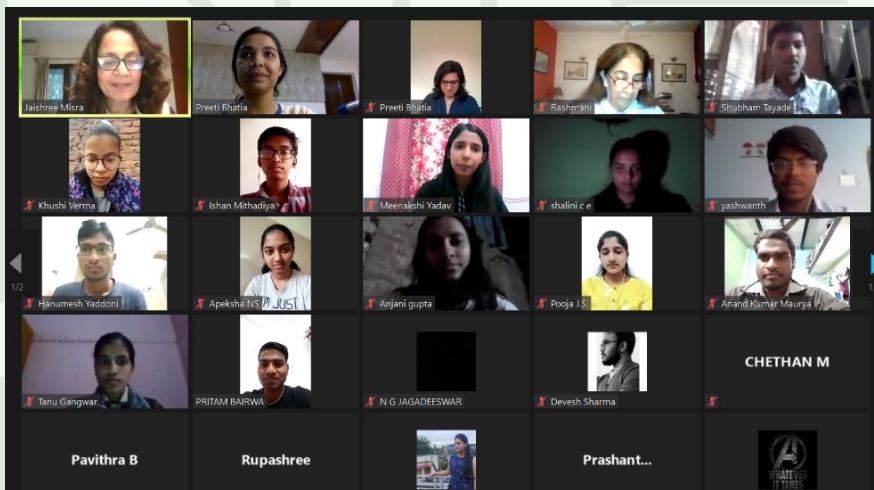 Jaishree Misra
Preeti Bhatia
Preeti Bhatia
Rashmani
Shubham Tayade
Khushi Verma
Ishan Mithadiya
Meenakshi Yadav
shalini c e
yashwanth
1/2
Hanumesh Yaddoni
Apeksha NS
JUST
Anjani gupta
Pooja J.S.
Anand Kumar Maurya
Tanu Gangwar
PRITAM BAIRWA
N G JAGADEESWAR
Devesh Sharma
CHETHAN M
Pavithra B
Rupashree
Prashant...
WHATEVER
IT TAKES